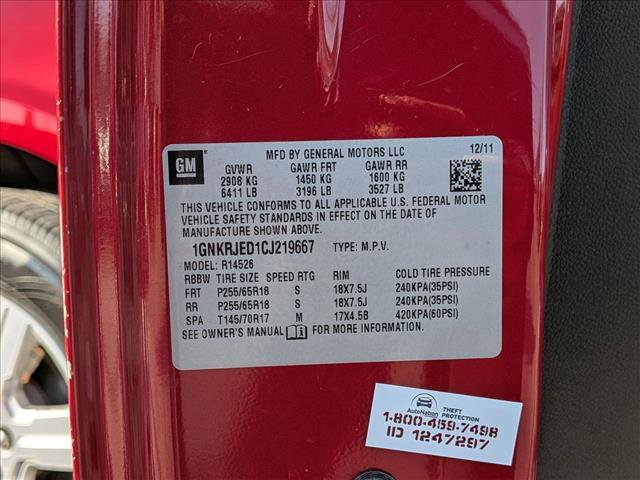 GM
MFD BY GENERAL MOTORS LLC 12/11
GVWR GAWR FRT GAWR RR
2908 KG 1450 KG 1600 KG
6411 LB 3196 LB 3527 LB
THIS VEHICLE CONFORMS TO ALL APPLICABLE U.S. FEDERAL MOTOR
VEHICLE SAFETY STANDARDS IN EFFECT ON THE DATE OF
MANUFACTURE SHOWN ABOVE.
1GNKRJED1CJ219667 TYPE: M.P.V.
MODEL: R14526
RBBW TIRE SIZE SPEED RTG RIM COLD TIRE PRESSURE
FRT P255/65R18 S 18X7.5J 240KPA(35PSI)
RR P255/65R18 S 18X7.5J 240KPA(35PSI)
SPA T145/70R17 M 17X4.5B 420KPA(60PSI)
SEE OWNER'S MANUAL i FOR MORE INFORMATION.
AutoNation THEFT PROTECTION
1-800-459-7498
ID 1247297